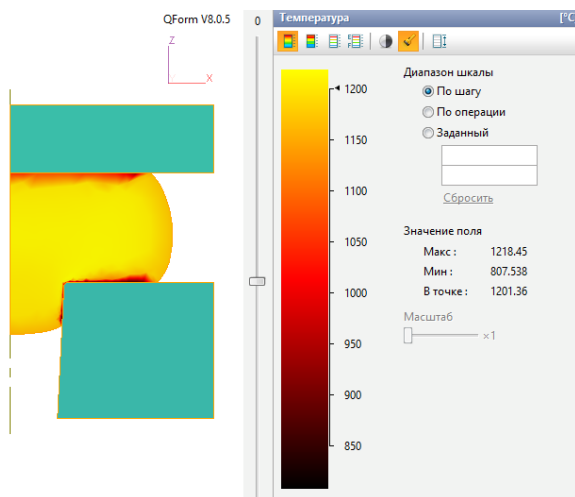 QForm V8.0.5
0
Температура [°C
Z
X
1200
1150
1100
1050
1000
950
900
850
Диапазон шкалы
По шагу
По операции
Заданный
Сбросить
Значение поля
Макс : 1218.45
Мин : 807.538
В точке : 1201.36
Масштаб
×1